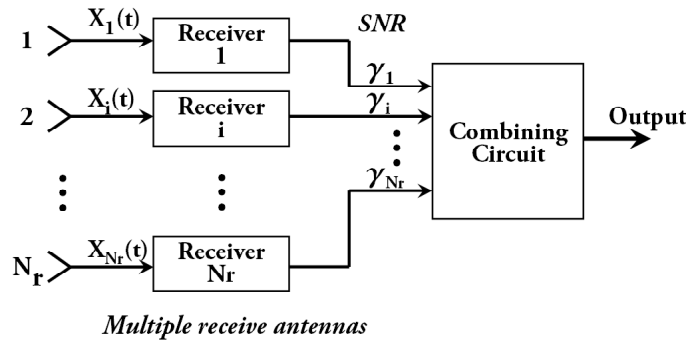 SNR
1
X1(t)
Receiver
1
γ1
2
Xi(t)
Receiver
i
γi
Combining
Circuit
Output
γNr
Nr
XNr(t)
Receiver
Nr
Multiple receive antennas